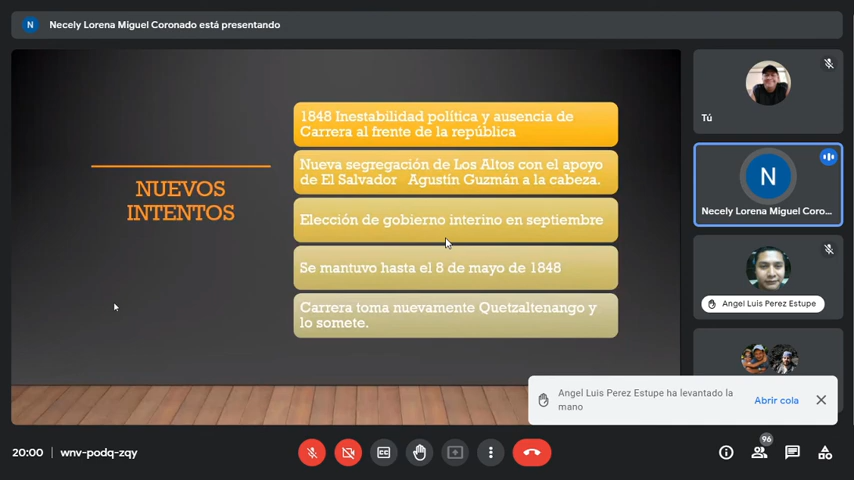 N Necely Lorena Miguel Coronado está presentando
NUEVOS
INTENTOS
1848 Inestabilidad política y ausencia de
Carrera al frente de la república
Nueva segregación de Los Altos con el apoyo
de El Salvador Agustín Guzmán a la cabeza.
Elección de gobierno interino en septiembre
Se mantuvo hasta el 8 de mayo de 1848
Carrera toma nuevamente Quetzaltenango y
lo somete.
Tú
N
Necely Lorena Miguel Coro...
Angel Luis Perez Estupe
Angel Luis Perez Estupe ha levantado la
mano
Abrir cola
20:00 wnv-podq-zqy
CC
96